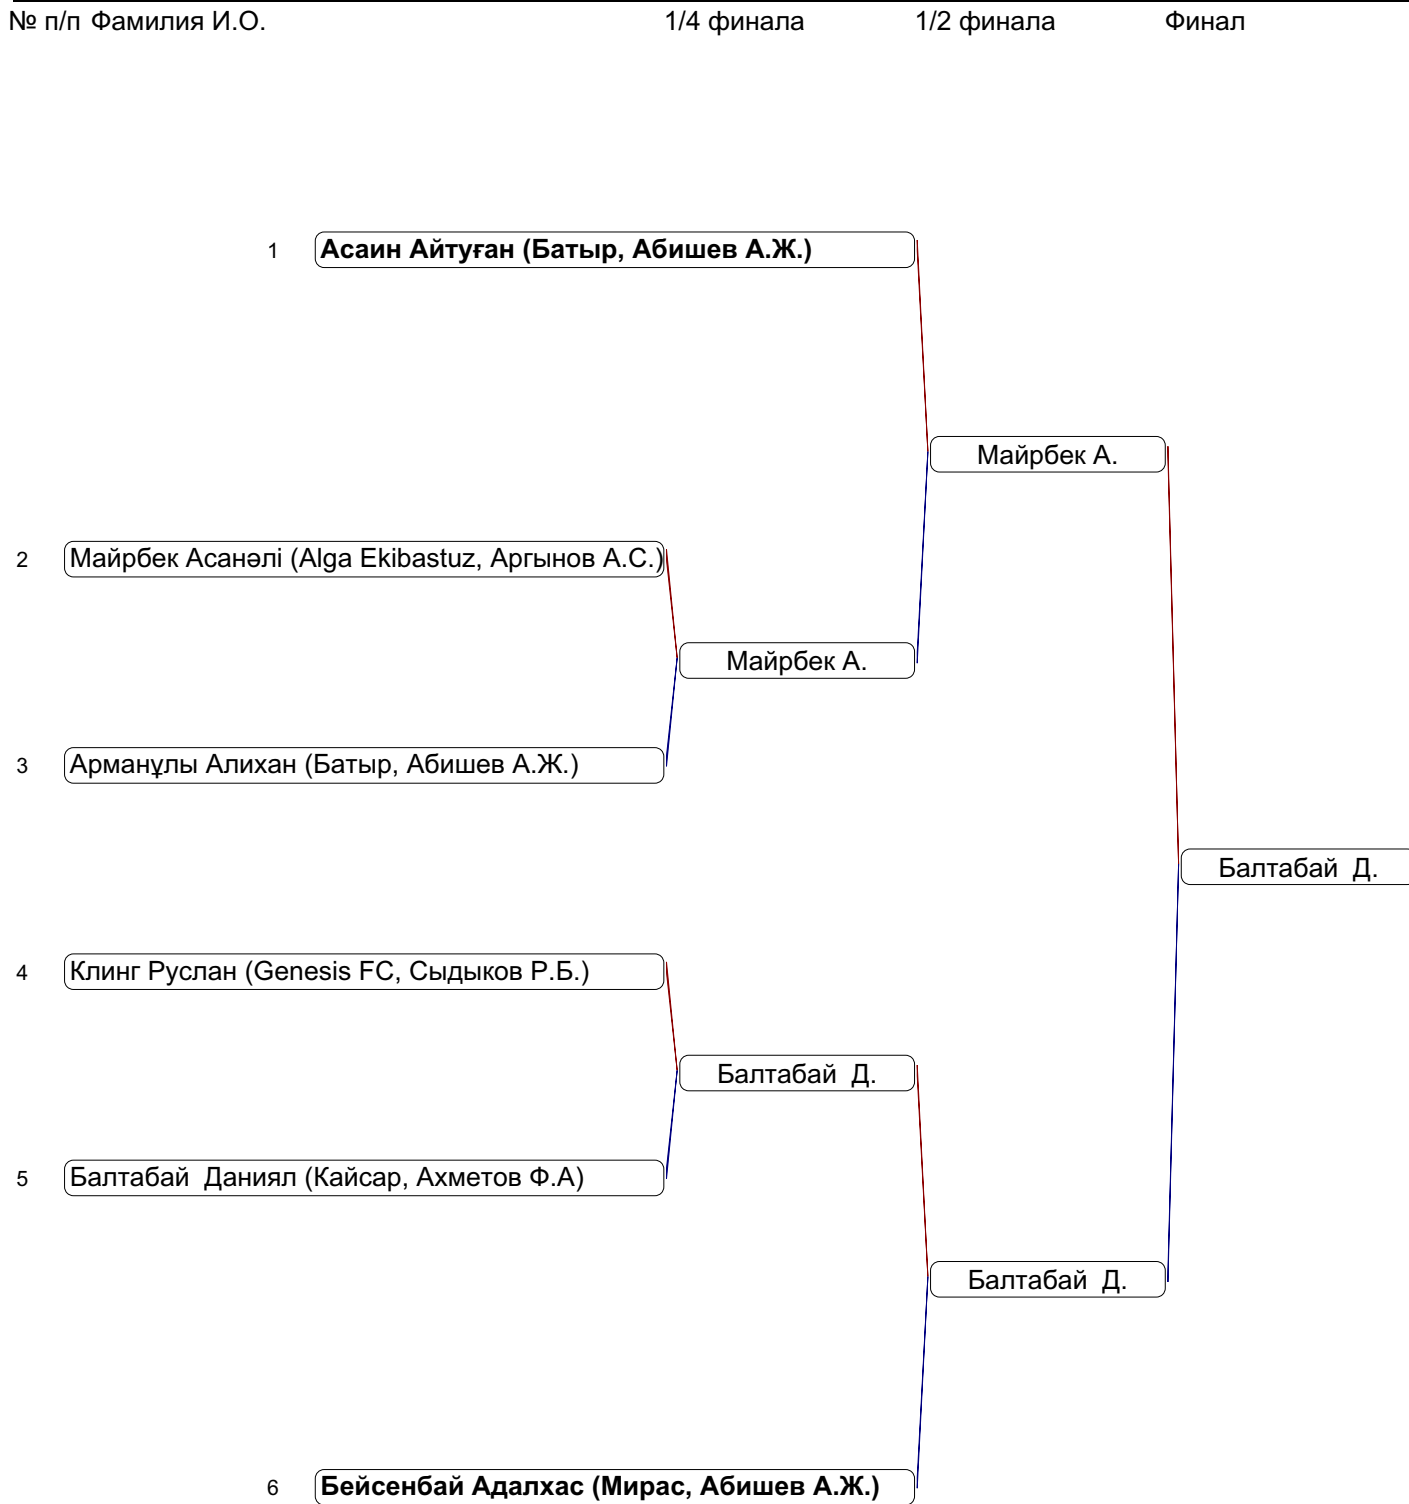 № п/п Фамилия И.О. 1/4 финала 1/2 финала Финал
1 Асаин Айтуған (Батыр, Абишев А.Ж.)
Майрбек А.
2 Майрбек Асанәлі (Alga Ekibastuz, Аргынов А.С.)
Майрбек А.
3 Арманұлы Алихан (Батыр, Абишев А.Ж.)
Балтабай Д.
4 Клинг Руслан (Genesis FC, Сыдыков Р.Б.)
Балтабай Д.
5 Балтабай Даниял (Кайсар, Ахметов Ф.А)
Балтабай Д.
6 Бейсенбай Адалхас (Мирас, Абишев А.Ж.)